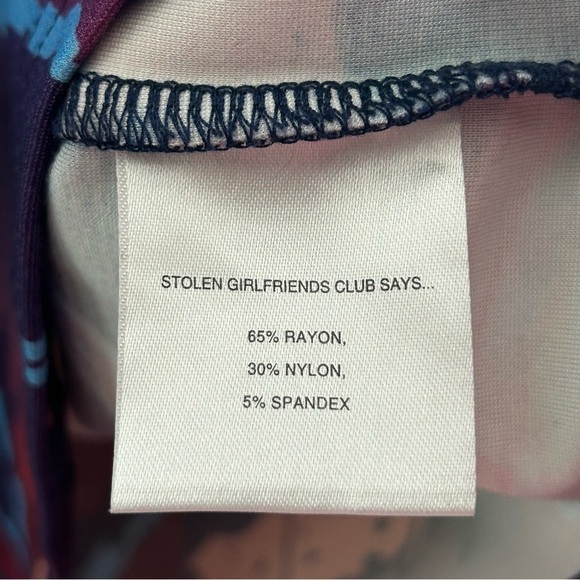 STOLEN GIRLFRIENDS CLUB SAYS...
65% RAYON,
30% NYLON,
5% SPANDEX